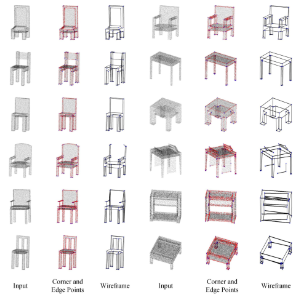 Input
Corner and
Edge Points
Wireframe
Input
Corner and
Edge Points
Wireframe